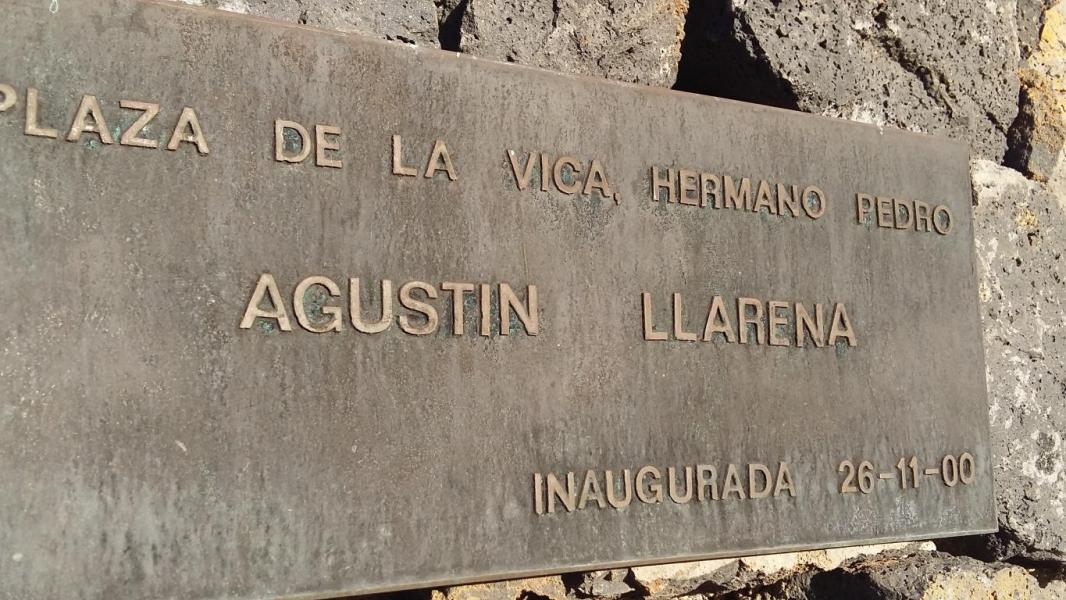 PLAZA DE LA VICA, HERMANO PEDRO
AGUSTIN LLARENA
INAUGURADA 26-11-00